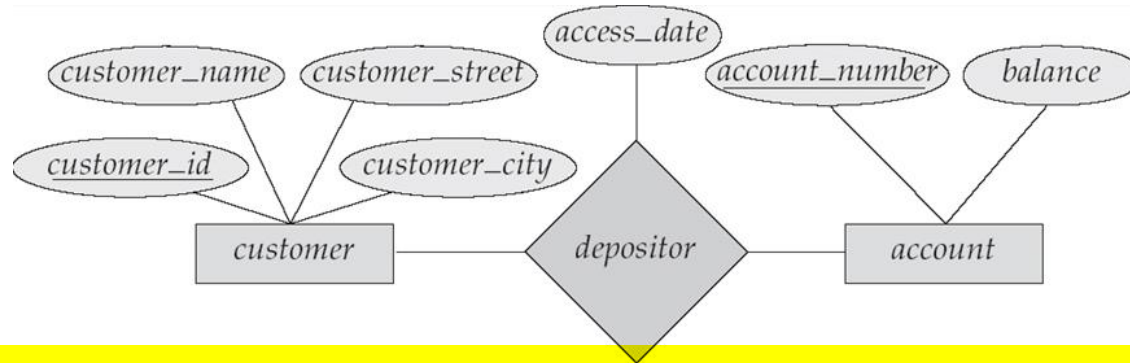 access_date
customer_name customer_street account_number balance
customer_id customer_city
customer depositor account